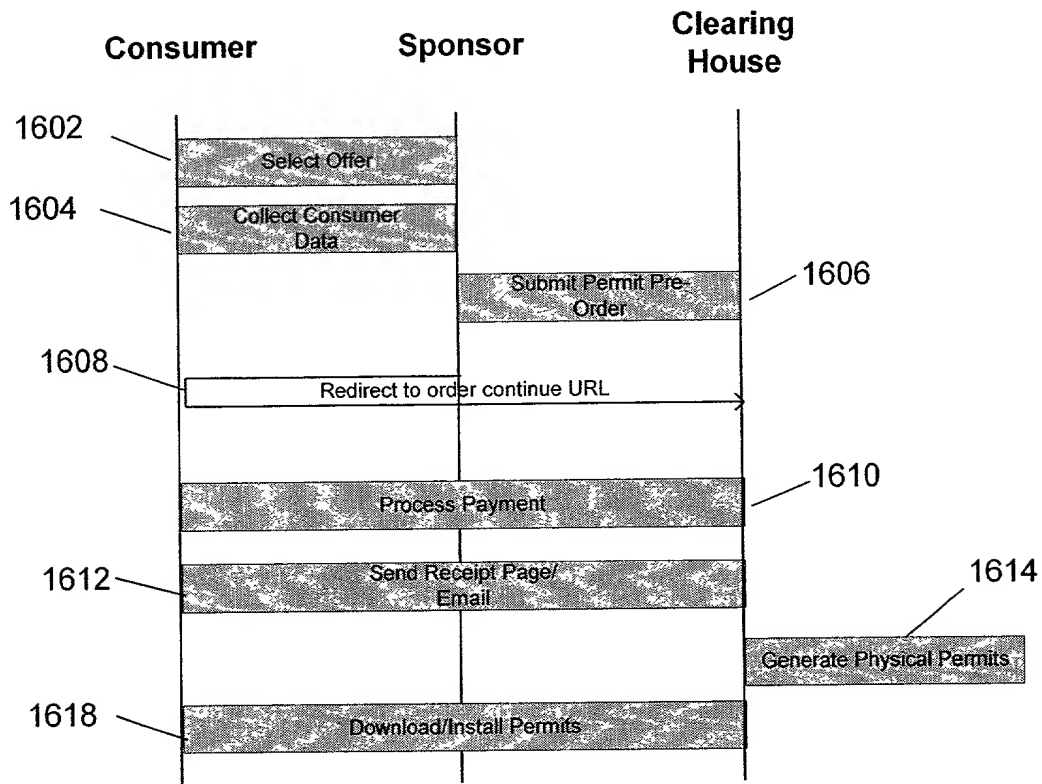 Consumer
Sponsor
Clearing
House
1602
Select Offer
1604
Collect Consumer
Data
Submit Permit Pre-
Order
1606
1608
Redirect to order continue URL
Process Payment
1610
1612
Send Receipt Page/
Email
1614
Generate Physical Permits
1618
Download/Install Permits